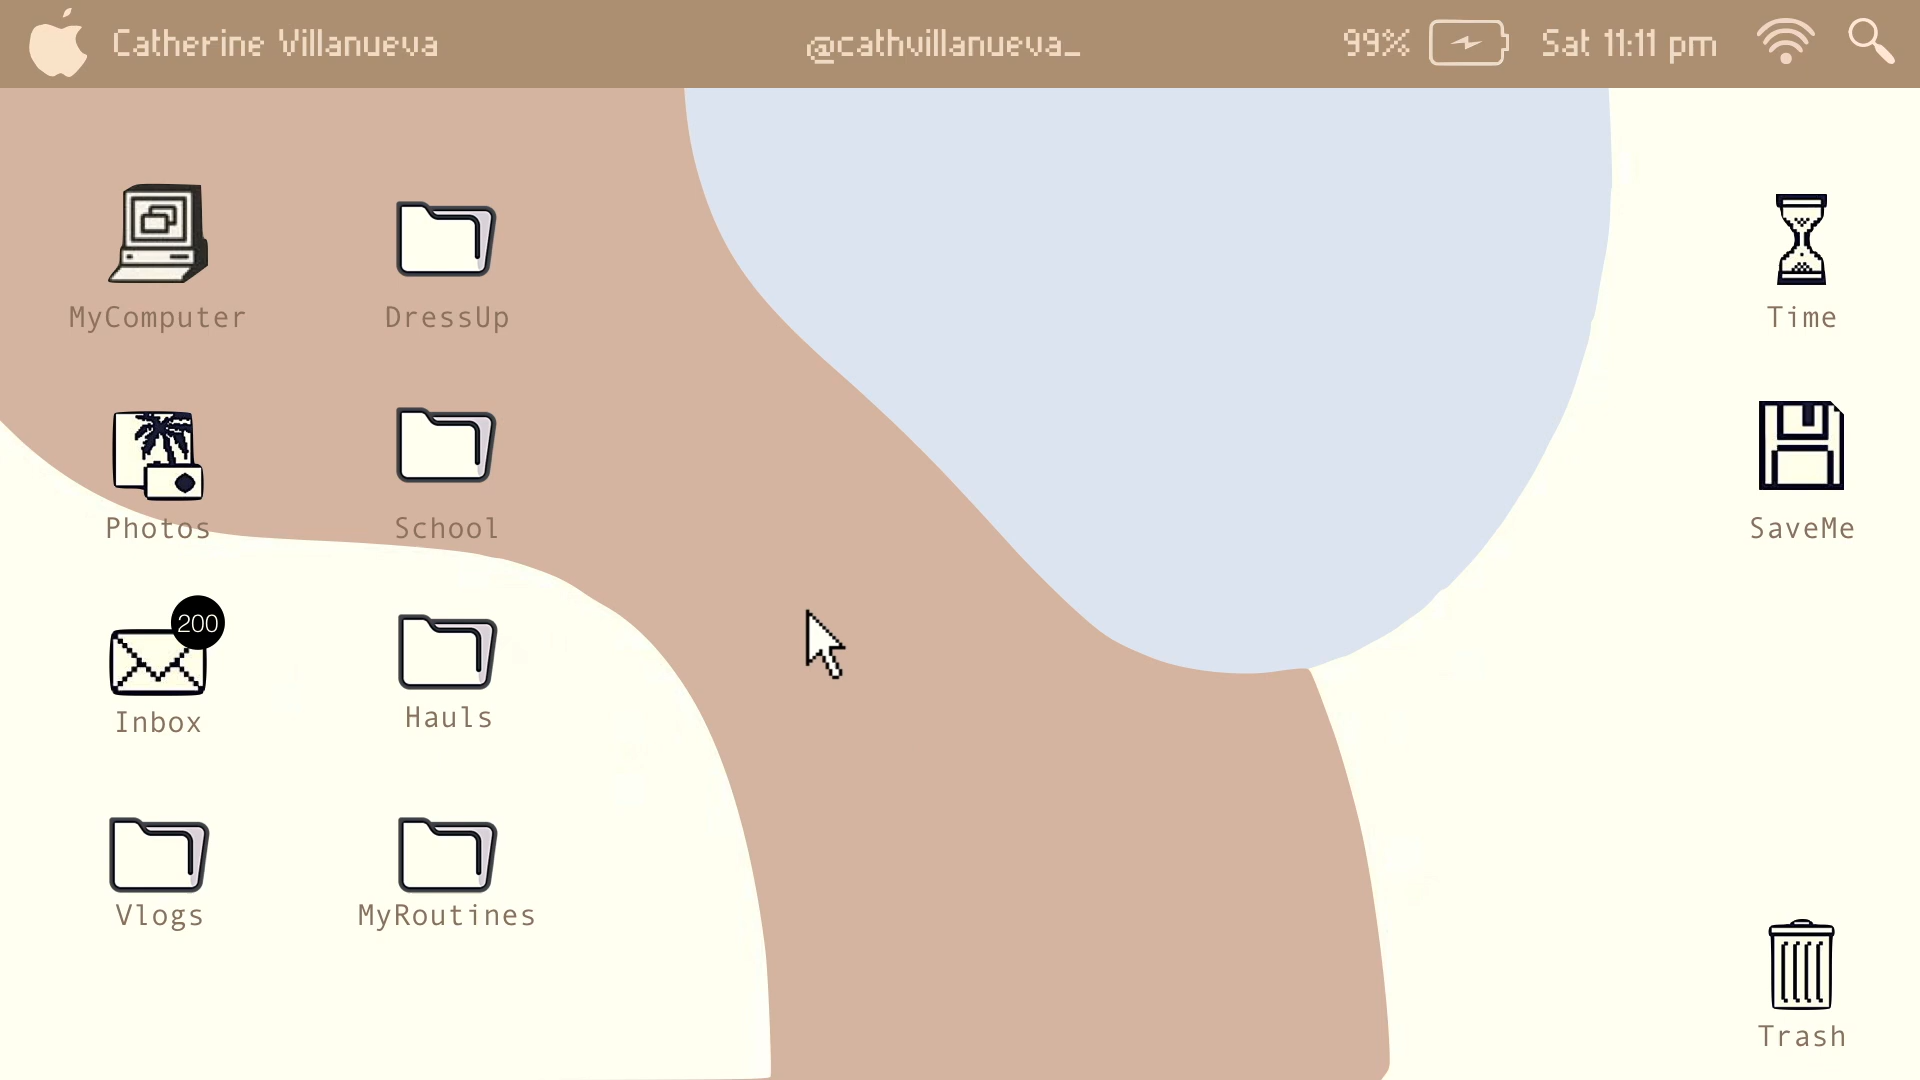 Catherine Villanueva
@cathvillanueva_
99%
Sat 11:11 pm
MyComputer
DressUp
Time
Photos
School
SaveMe
200
Inbox
Hauls
Vlogs
MyRoutines
Trash